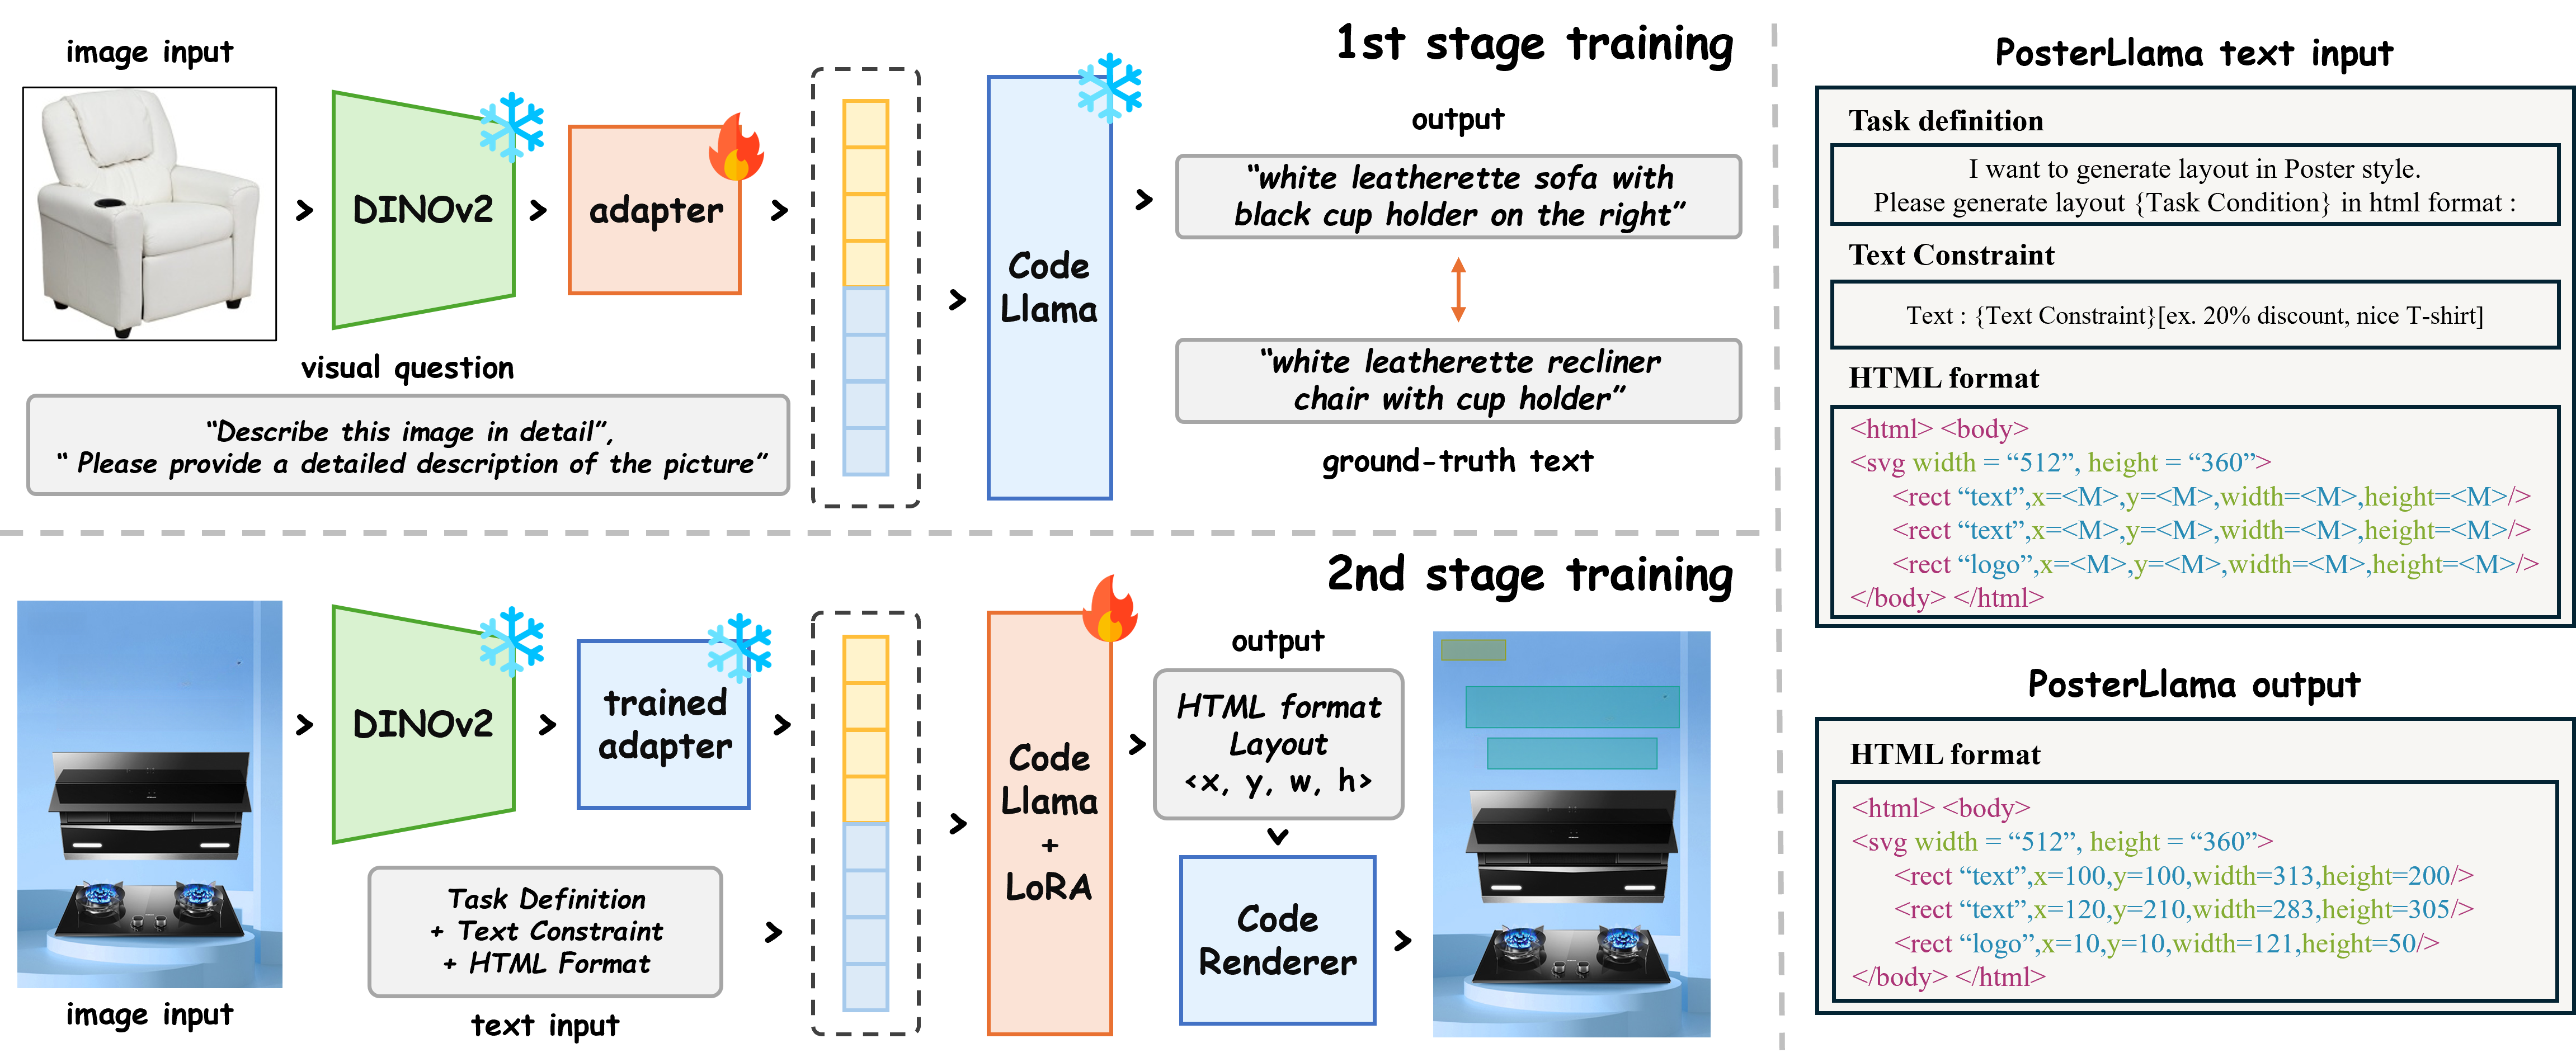 1st stage training
image input
DINOv2
adapter
visual question
“Describe this image in detail”,
“ Please provide a detailed description of the picture”
Code
Llama
output
“white leatherette sofa with
black cup holder on the right”
“white leatherette recliner
chair with cup holder”
ground-truth text
2nd stage training
DINOv2
trained
adapter
image input
Task Definition
+ Text Constraint
+ HTML Format
text input
Code
Llama
+
LoRA
output
HTML format
Layout
<x, y, w, h>
Code
Renderer
PosterLlama text input
Task definition
I want to generate layout in Poster style.
Please generate layout {Task Condition} in html format :
Text Constraint
Text : {Text Constraint}[ex. 20% discount, nice T-shirt]
HTML format
<html> <body>
<svg width = “512”, height = “360”>
<rect “text”,x=<M>,y=<M>,width=<M>,height=<M>/>
<rect “text”,x=<M>,y=<M>,width=<M>,height=<M>/>
<rect “logo”,x=<M>,y=<M>,width=<M>,height=<M>/>
</body> </html>
PosterLlama output
HTML format
<html> <body>
<svg width = “512”, height = “360”>
<rect “text”,x=100,y=100,width=313,height=200/>
<rect “text”,x=120,y=210,width=283,height=305/>
<rect “logo”,x=10,y=10,width=121,height=50/>
</body> </html>